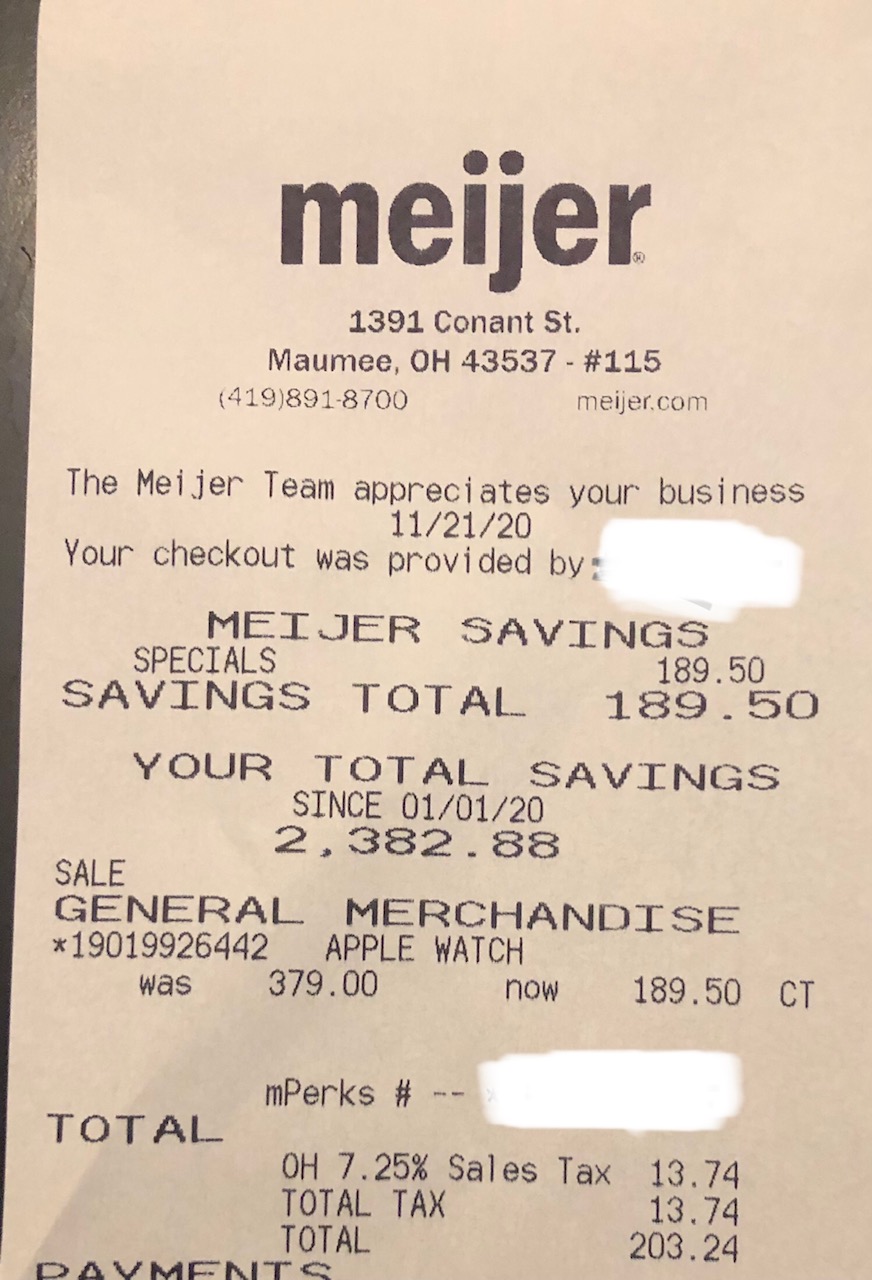 meijer®
1391 Conant St.
Maumee, OH 43537 - #115
(419)891-8700 meijer.com
The Meijer Team appreciates your business
11/21/20
Your checkout was provided by:
MEIJER SAVINGS
SPECIALS 189.50
SAVINGS TOTAL 189.50
YOUR TOTAL SAVINGS
SINCE 01/01/20
2,382.88
SALE
GENERAL MERCHANDISE
*19019926442 APPLE WATCH
was 379.00 now 189.50 CT
mPerks # --
TOTAL
OH 7.25% Sales Tax 13.74
TOTAL TAX 13.74
TOTAL 203.24
PAYMENTS